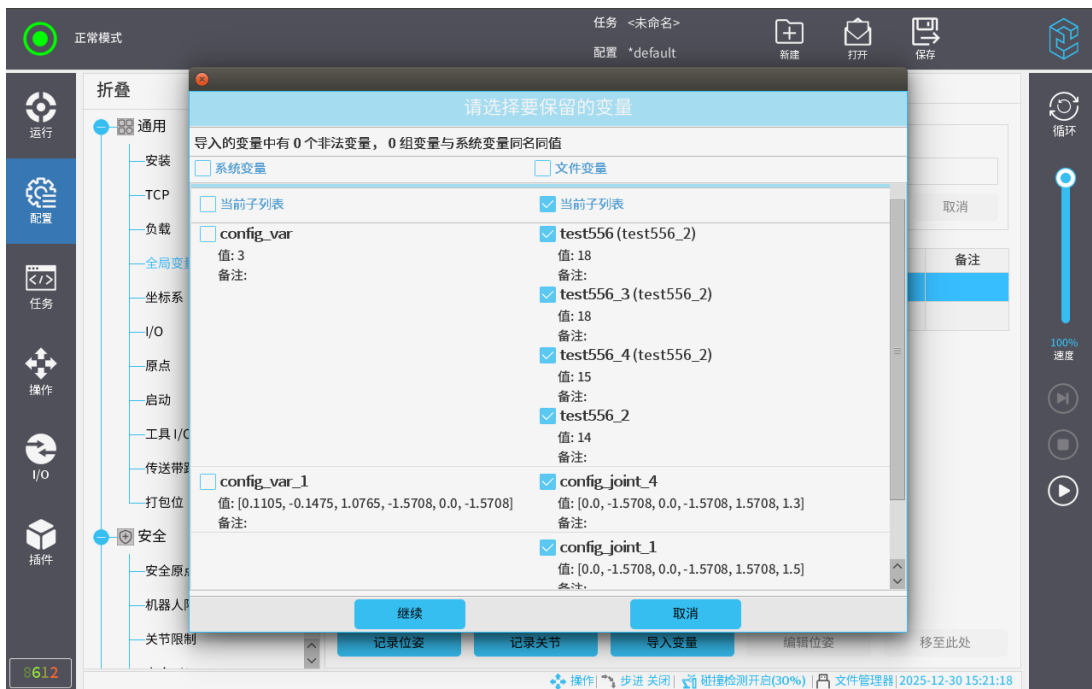 正常模式
任务 <未命名>
配置 *default
新建
打开
保存
运行
配置
任务
操作
I/O
插件
8612
折叠
通用
安装
TCP
负载
全局变
坐标系
I/O
原点
启动
工具 I/O
传送带
打包位
安全
安全原
机器人
关节限制
请选择要保留的变量
导入的变量中有 0 个非法变量， 0 组变量与系统变量同名同值
系统变量
文件变量
当前子列表
当前子列表
config_var
值: 3
备注:
test556 (test556_2)
值: 18
备注:
test556_3 (test556_2)
值: 18
备注:
test556_4 (test556_2)
值: 15
备注:
test556_2
值: 14
备注:
config_var_1
值: [0.1105, -0.1475, 1.0765, -1.5708, 0.0, -1.5708]
备注:
config_joint_4
值: [0.0, -1.5708, 0.0, -1.5708, 1.5708, 1.3]
备注:
config_joint_1
值: [0.0, -1.5708, 0.0, -1.5708, 1.5708, 1.5]
备注:
继续
取消
取消
备注
记录位姿
记录关节
导入变量
编辑位姿
移至此处
循环
100%
速度
操作| 步进 关闭| 碰撞检测开启(30%) | 文件管理器| 2025-12-30 15:21:18